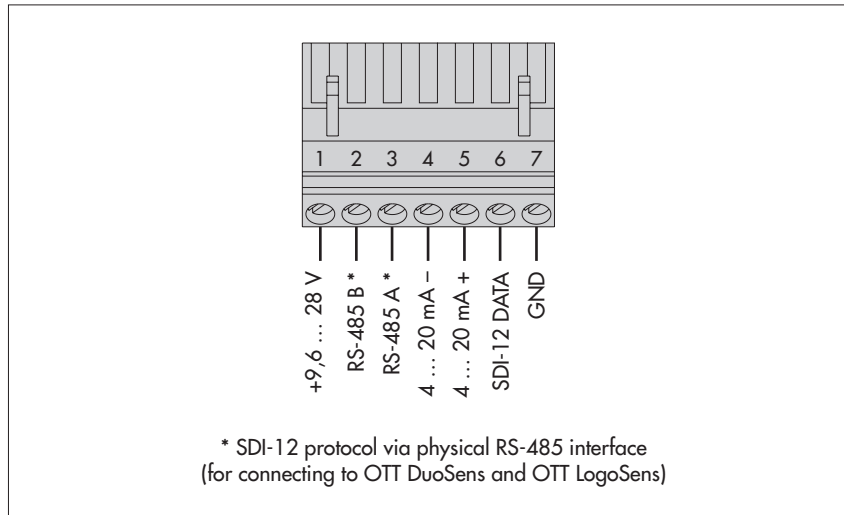 1 2 3 4 5 6 7
+9,6 ... 28 V
RS-485 B *
RS-485 A *
4 ... 20 mA –
4 ... 20 mA +
SDI-12 DATA
GND
* SDI-12 protocol via physical RS-485 interface
(for connecting to OTT DuoSens and OTT LogoSens)